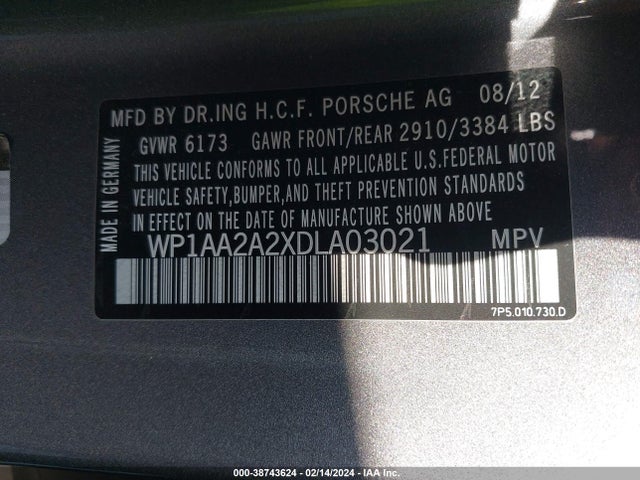 MFD BY DR.ING H.C.F. PORSCHE AG 08/12
GVWR 6173 GAWR FRONT/REAR 2910/3384 LBS
THIS VEHICLE CONFORMS TO ALL APPLICABLE U.S.FEDERAL MOTOR
VEHICLE SAFETY,BUMPER,AND THEFT PREVENTION STANDARDS
IN EFFECT ON THE DATE OF MANUFACTURE SHOWN ABOVE
WP1AA2A2XDLA03021 MPV
MADE IN GERMANY
7P5.010.730.D
000-38743624 - 02/14/2024 - IAA Inc.